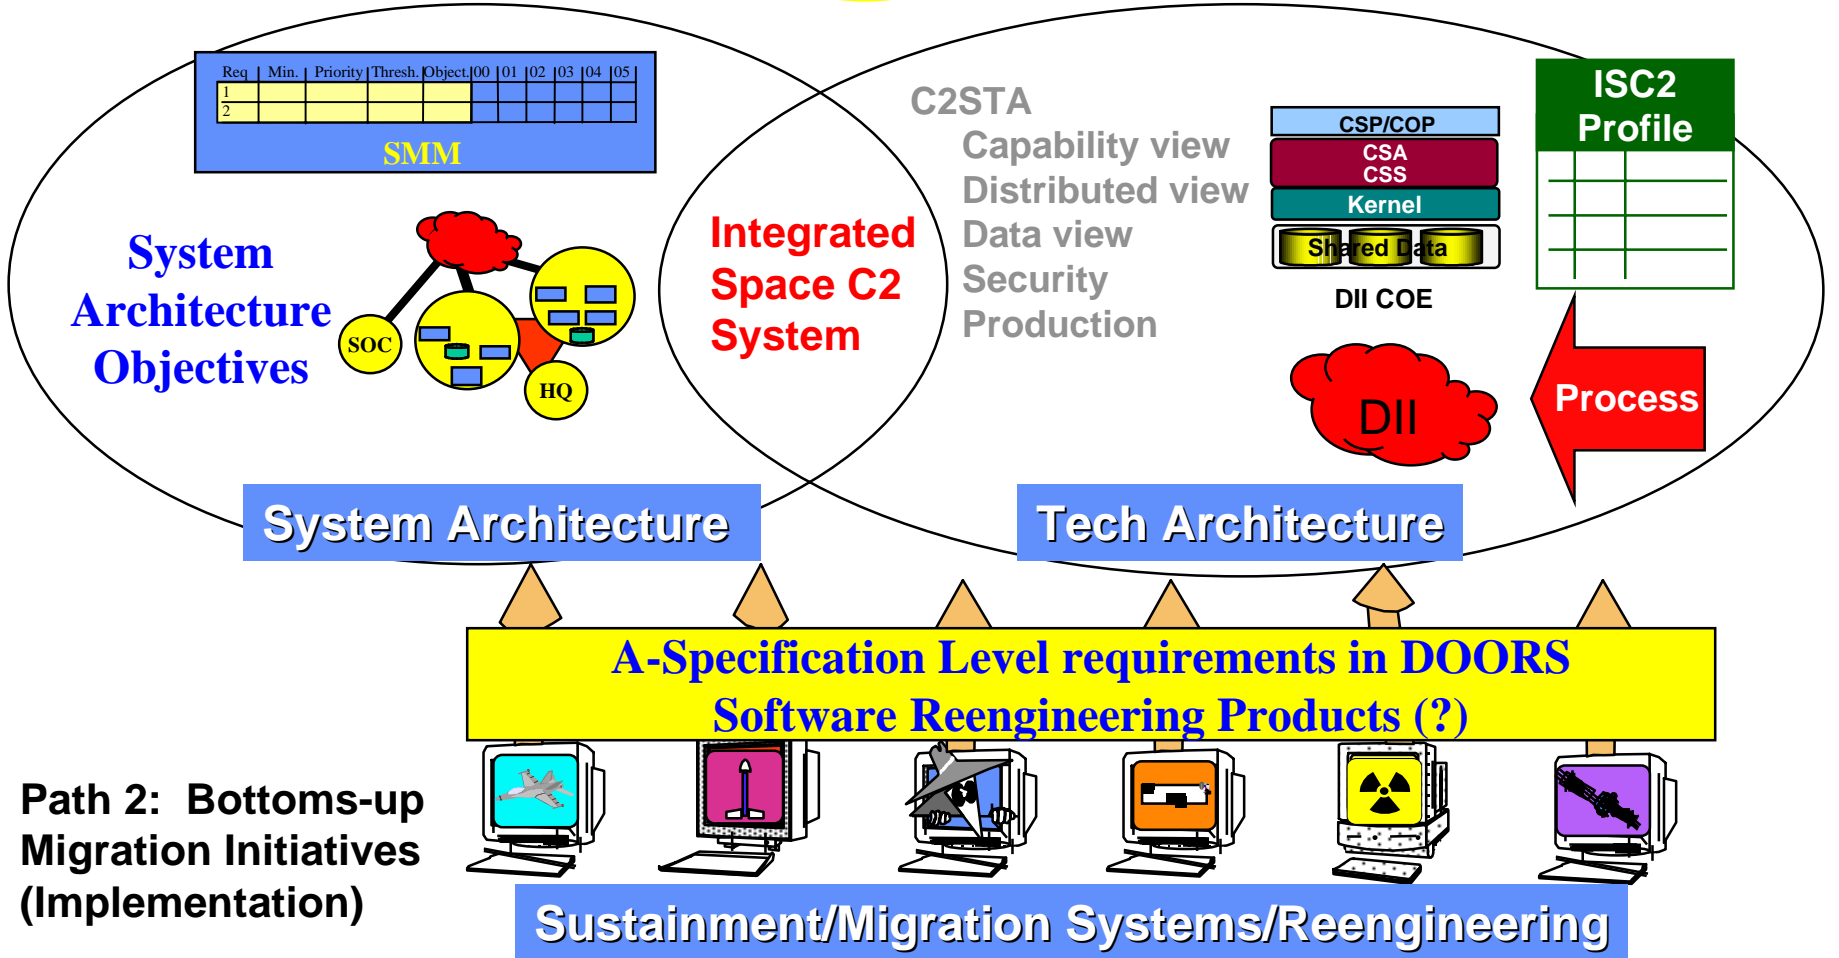 Req Min. Priority Thresh. Object. 00 01 02 03 04 05
1
2
SMM
System
Architecture
Objectives
SOC
HQ
Integrated
Space C2
System
C2STA
Capability view
Distributed view
Data view
Security
Production
CSP/COP
CSA
CSS
Kernel
Shared Data
DII COE
ISC2
Profile
DII
Process
System Architecture
Tech Architecture
A-Specification Level requirements in DOORS
Software Reengineering Products (?)
Path 2: Bottoms-up
Migration Initiatives
(Implementation)
Sustainment/Migration Systems/Reengineering